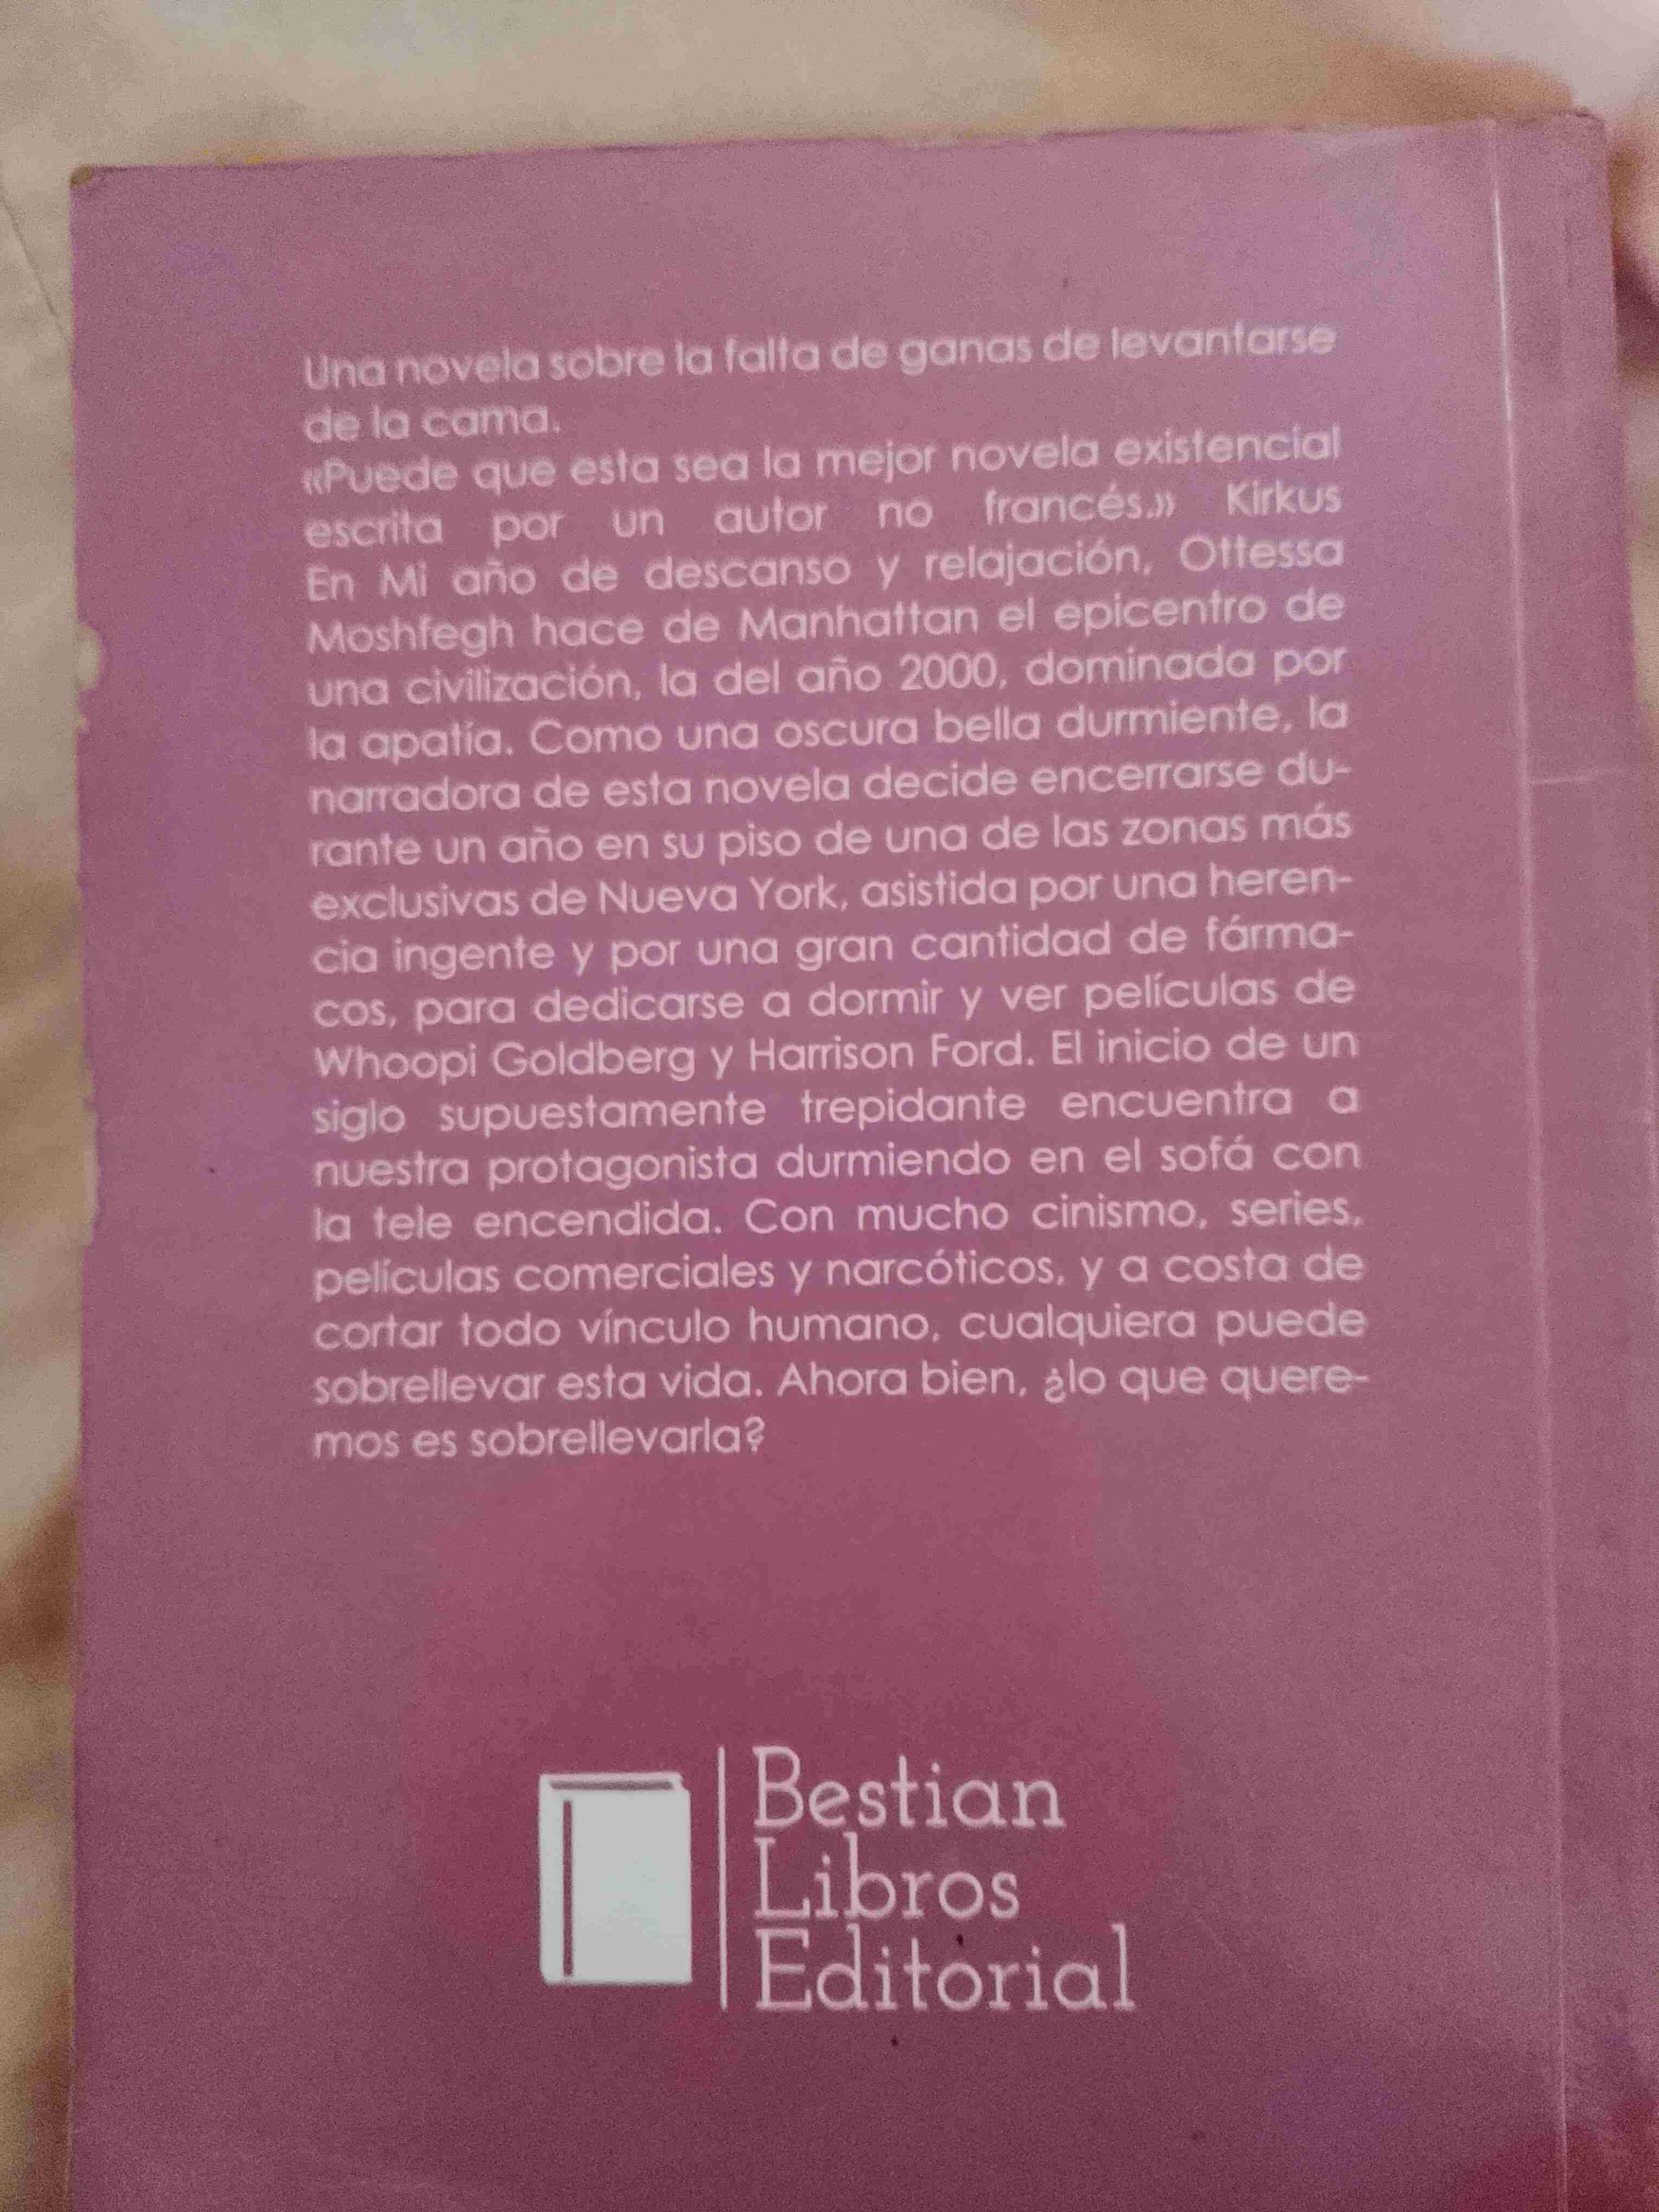 Una novela sobre la falta de ganas de levantarse
de la cama.
«Puede que esta sea la mejor novela existencial
escrita por un autor no francés.» Kirkus
En Mi año de descanso y relajación, Ottessa
Moshfegh hace de Manhattan el epicentro de
una civilización, la del año 2000, dominada por
la apatía. Como una oscura bella durmiente, la
narradora de esta novela decide encerrarse du-
rante un año en su piso de una de las zonas más
exclusivas de Nueva York, asistida por una heren-
cia ingente y por una gran cantidad de fárma-
cos, para dedicarse a dormir y ver películas de
Whoopi Goldberg y Harrison Ford. El inicio de un
siglo supuestamente trepidante encuentra a
nuestra protagonista durmiendo en el sofá con
la tele encendida. Con mucho cinismo, series,
películas comerciales y narcóticos, y a costa de
cortar todo vínculo humano, cualquiera puede
sobrellevar esta vida. Ahora bien, ¿lo que quere-
mos es sobrellevarla?
Bestian
Libros
Editorial